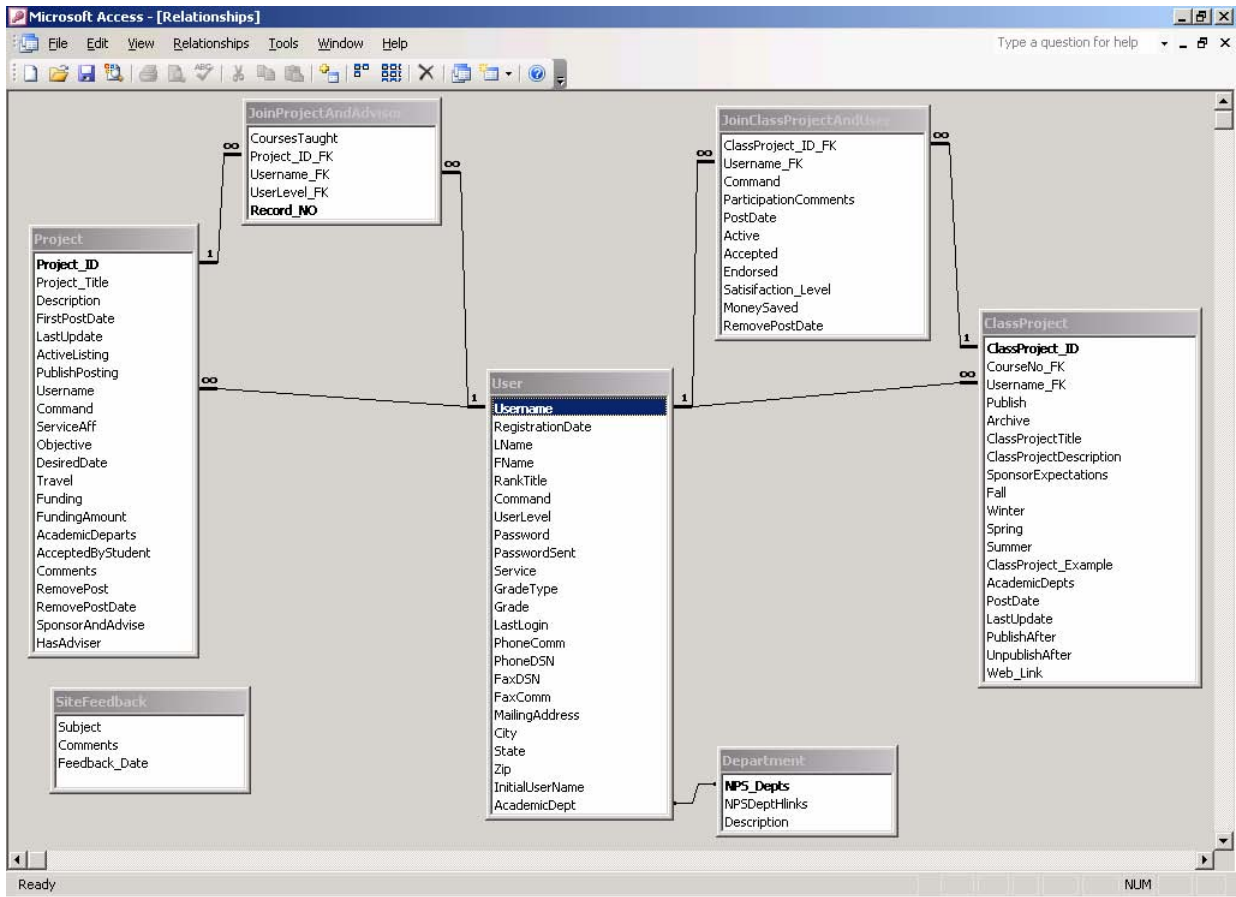 Microsoft Access - [Relationships]
File Edit View Relationships Tools Window Help
Type a question for help
JoinProjectAndAdvisor
CoursesTaught
Project_ID_FK
Username_FK
UserLevel_FK
Record_NO
∞
∞
JoinClassProjectAndUser
ClassProject_ID_FK
Username_FK
Command
ParticipationComments
PostDate
Active
Accepted
Endorsed
Satisifaction_Level
MoneySaved
RemovePostDate
∞
∞
Project
Project_ID
Project_Title
Description
FirstPostDate
LastUpdate
ActiveListing
PublishPosting
Username
Command
ServiceAff
Objective
DesiredDate
Travel
Funding
FundingAmount
AcademicDeparts
AcceptedByStudent
Comments
RemovePost
RemovePostDate
SponsorAndAdvise
HasAdviser
1
∞
User
Username
RegistrationDate
LName
FName
RankTitle
Command
UserLevel
Password
PasswordSent
Service
GradeType
Grade
LastLogin
PhoneComm
PhoneDSN
FaxDSN
FaxComm
MailingAddress
City
State
Zip
InitialUserName
AcademicDept
1
1
ClassProject
ClassProject_ID
CourseNo_FK
Username_FK
Publish
Archive
ClassProjectTitle
ClassProjectDescription
SponsorExpectations
Fall
Winter
Spring
Summer
ClassProject_Example
AcademicDepts
PostDate
LastUpdate
PublishAfter
UnpublishAfter
Web_Link
1
∞
SiteFeedback
Subject
Comments
Feedback_Date
Department
NPS_Depts
NPSDeptHlinks
Description
Ready
NUM